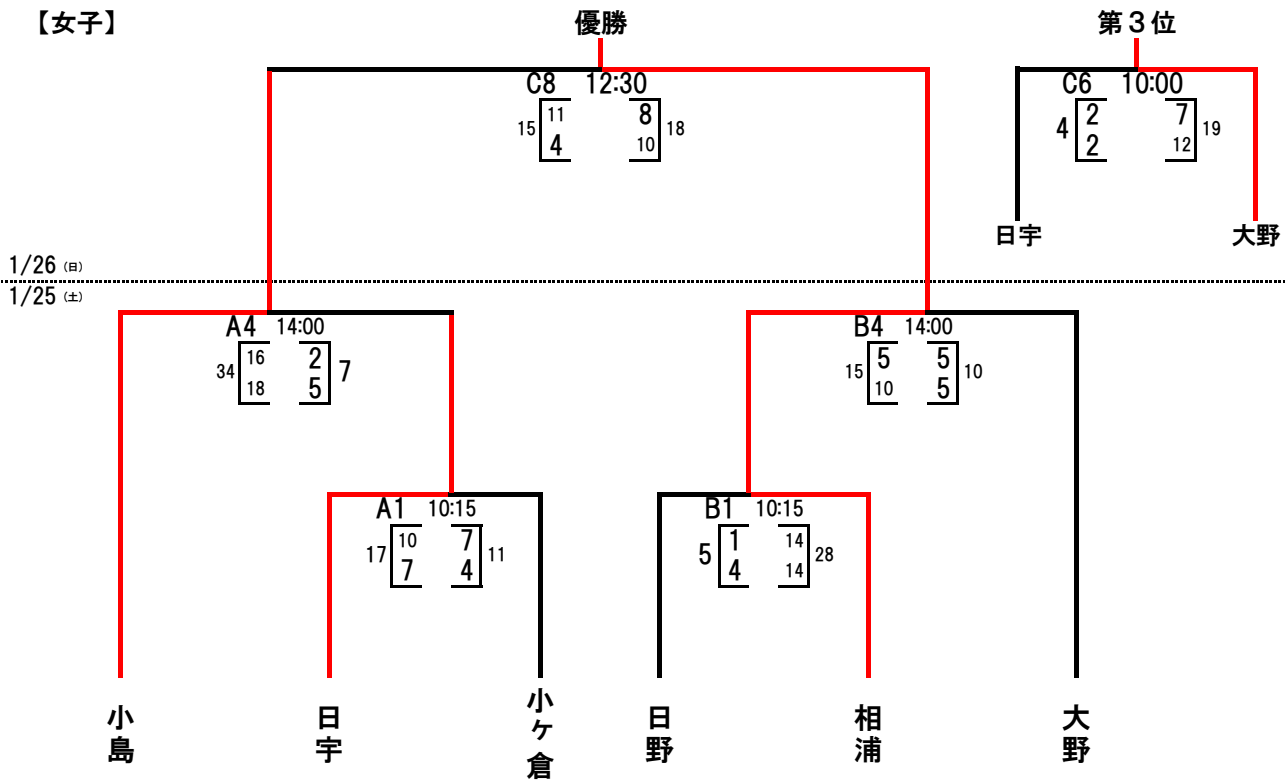 【女子】
優勝
第3位
C8 12:30
15 11 8 18
4 10
C6 10:00
4 2 7 19
2 12
日宇
大野
1/26 (日)
1/25 (土)
A4 14:00
34 16 2 7
18 5
B4 14:00
15 5 5 10
10 5
A1 10:15
17 10 7 11
7 4
B1 10:15
5 1 14 28
4 14
小島
日宇
小ヶ倉
日野
相浦
大野